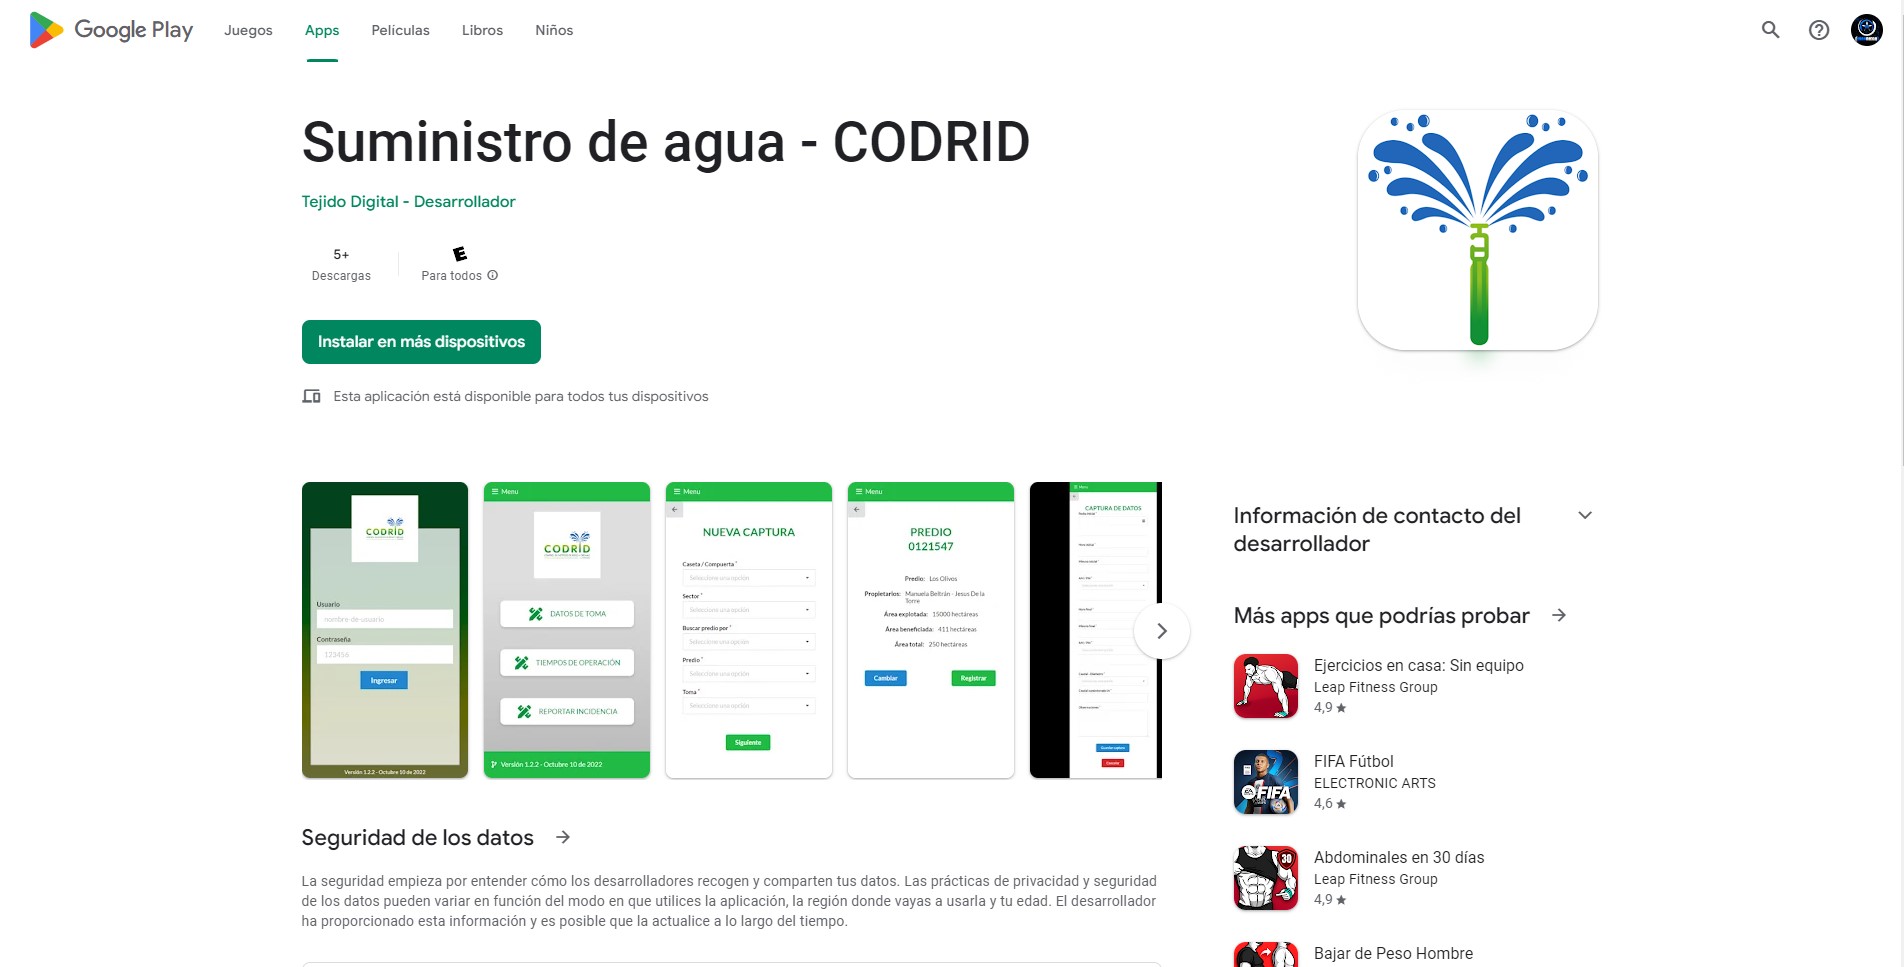 Google Play
Juegos
Apps
Películas
Libros
Niños
Suministro de agua - CODRID
Tejido Digital - Desarrollador
5+
Descargas
E
Para todos
Instalar en más dispositivos
Esta aplicación está disponible para todos tus dispositivos
CODRID
Usuario
nombre-de-usuario
Contraseña
123456
Ingresar
Versión 1.2.2 - Octubre 10 de 2022
Menu
CODRID
DATOS DE TOMA
TIEMPOS DE OPERACIÓN
REPORTAR INCIDENCIA
Versión 1.2.2 - Octubre 10 de 2022
Menu
NUEVA CAPTURA
Caseta / Compuerta *
Seleccione una opción
Sector *
Seleccione una opción
Buscar predio por *
Seleccione una opción
Predio *
Seleccione una opción
Toma *
Seleccione una opción
Siguiente
Menu
PREDIO
0121547
Predio: Los Olivos
Propietarios: Manuela Beltrán - Jesus De la
Torre
Área explotada: 15000 hectáreas
Área beneficiada: 411 hectáreas
Área total: 250 hectáreas
Cambiar
Registrar
Menu
CAPTURA DE DATOS
Información de contacto del
desarrollador
Más apps que podrías probar
Ejercicios en casa: Sin equipo
Leap Fitness Group
4,9
FIFA
FIFA Fútbol
ELECTRONIC ARTS
4,6
30
Abdominales en 30 días
Leap Fitness Group
4,9
Bajar de Peso Hombre
Seguridad de los datos
La seguridad empieza por entender cómo los desarrolladores recogen y comparten tus datos. Las prácticas de privacidad y seguridad
de los datos pueden variar en función del modo en que utilices la aplicación, la región donde vayas a usarla y tu edad. El desarrollador
ha proporcionado esta información y es posible que la actualice a lo largo del tiempo.